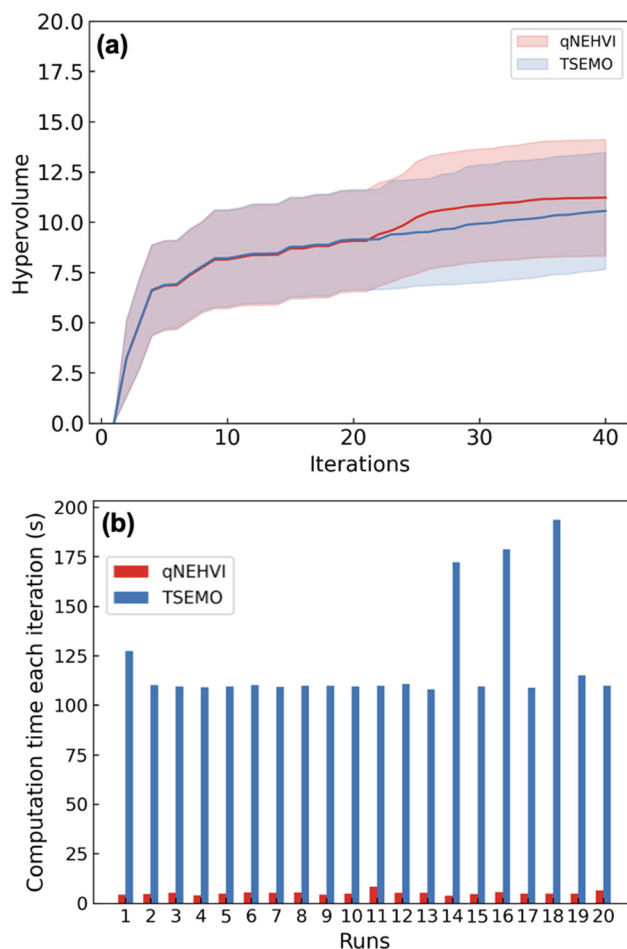 (a)
qNEHVI
TSEMO
20.0
17.5
15.0
12.5
10.0
7.5
5.0
2.5
0.0
Hypervolume
0 10 20 30 40
Iterations
(b)
qNEHVI
TSEMO
200
175
150
125
100
75
50
25
0
Computation time each iteration (s)
1 2 3 4 5 6 7 8 9 10 11 12 13 14 15 16 17 18 19 20
Runs